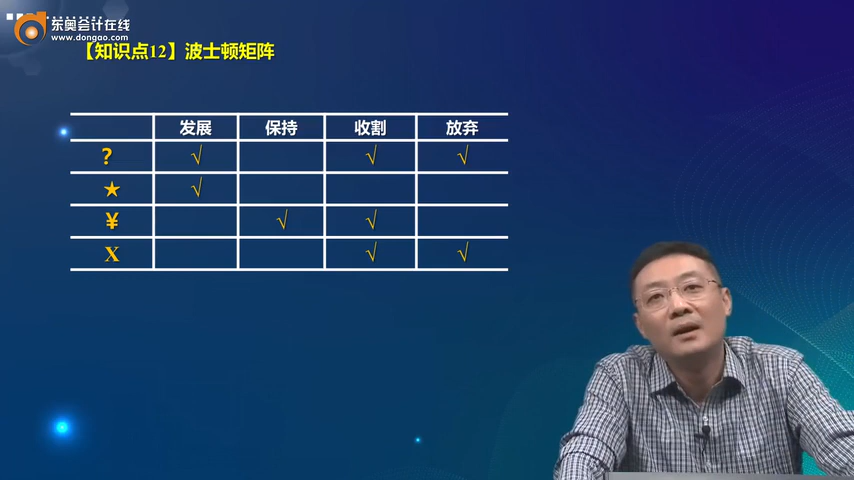 东奥会计在线
www.dongao.com
【知识点12】波士顿矩阵
发展 保持 收割 放弃
? √ √ √
★ √
¥ √ √
X √ √